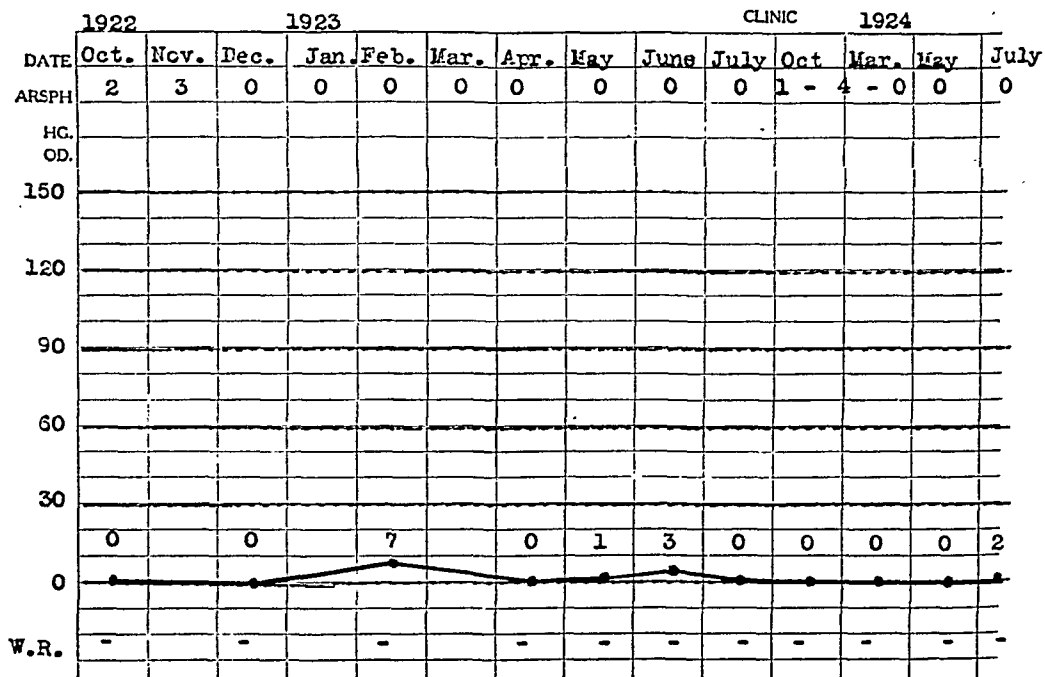 1922 1923 CLINIC 1924
DATE Oct. Nov. Dec. Jan. Feb. Mar. Apr. May June July Oct Mar. May July
ARSPH 2 3 0 0 0 0 0 0 0 0 1 - 4 - 0 0 0
HG.
OD.
150
120
90
60
30
0 0 7 0 1 3 0 0 0 0 2
0
W.R. - - - - - - - - - - -